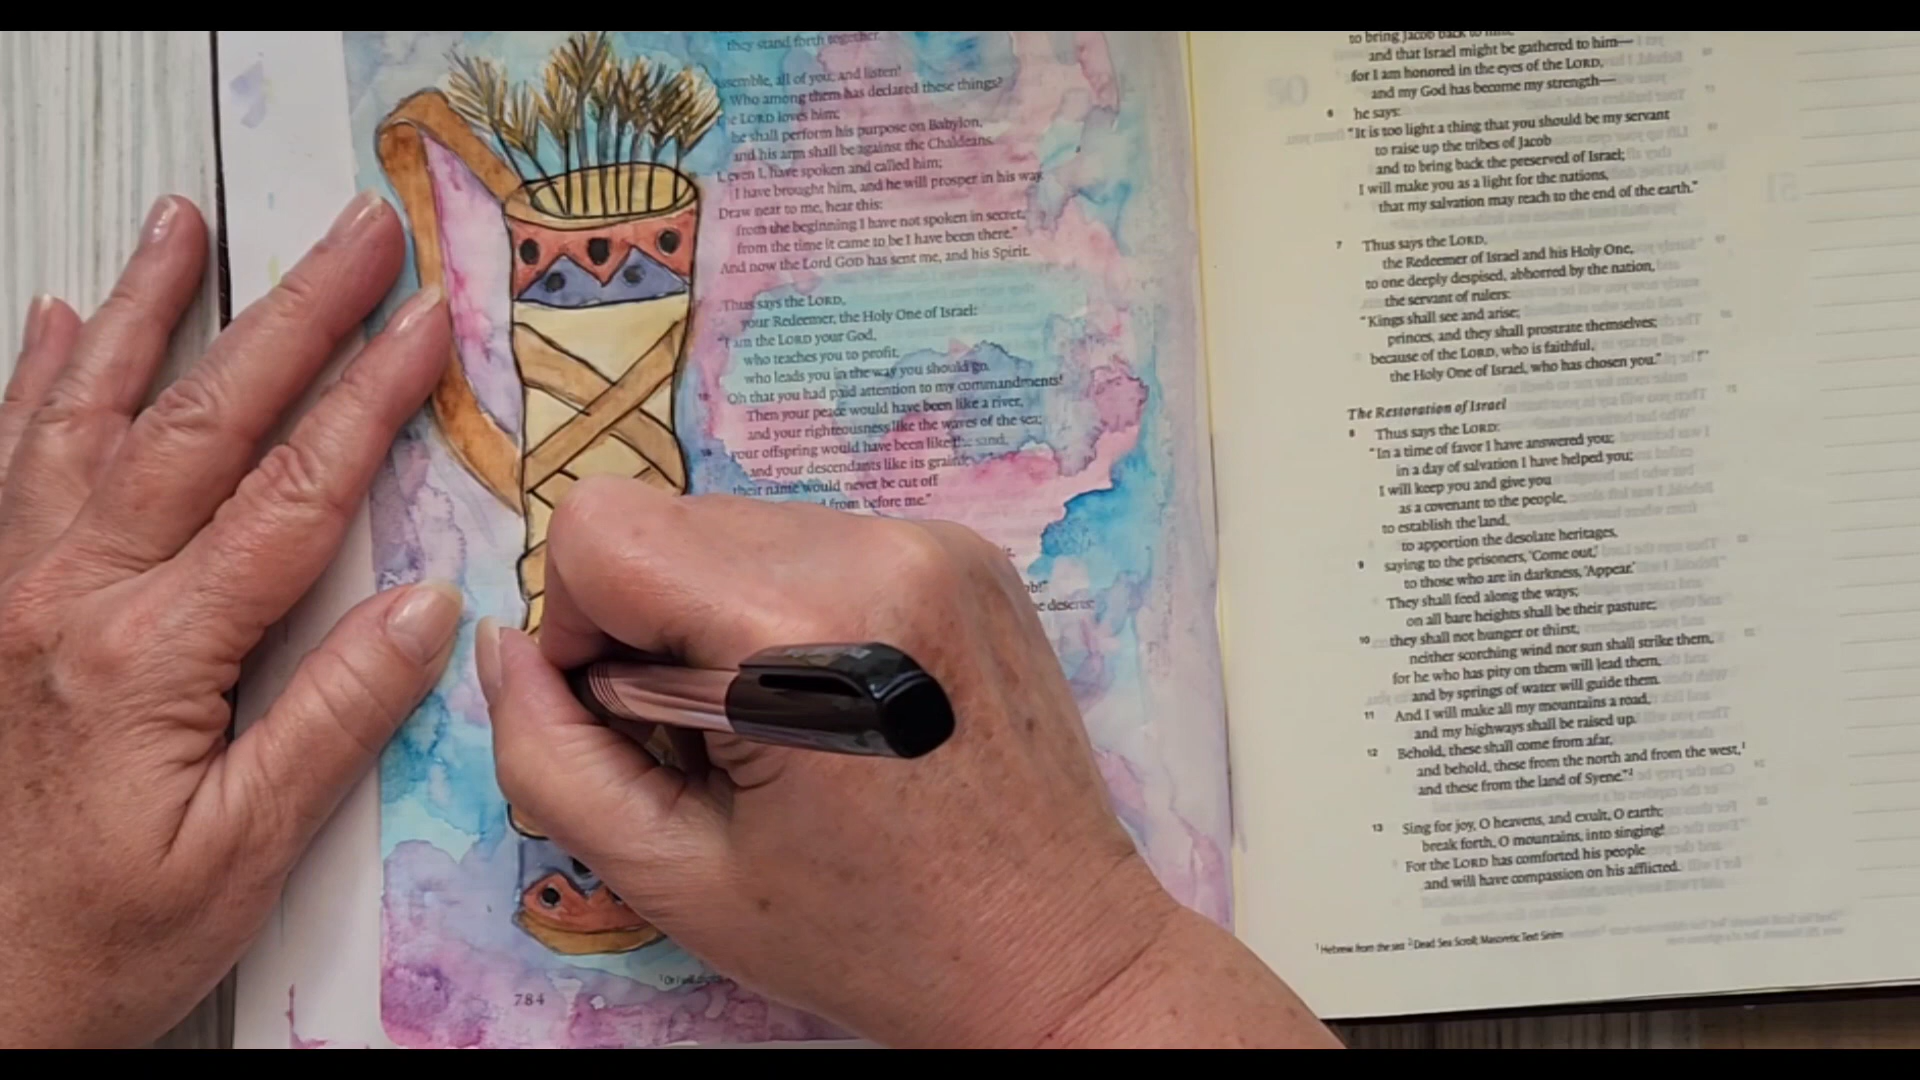 they stand forth together.
Assemble, all of you, and listen!
Who among them has declared these things?
The LORD loves him;
he shall perform his purpose on Babylon,
and his arm shall be against the Chaldeans.
I, even I, have spoken and called him;
I have brought him, and he will prosper in his way.
Draw near to me, hear this:
from the beginning I have not spoken in secret,
from the time it came to be I have been there."
And now the Lord GOD has sent me, and his Spirit.
Thus says the LORD,
your Redeemer, the Holy One of Israel:
"I am the LORD your God,
who teaches you to profit,
who leads you in the way you should go.
18 Oh that you had paid attention to my commandments!
Then your peace would have been like a river,
and your righteousness like the waves of the sea;
19 your offspring would have been like the sand,
and your descendants like its grains;
their name would never be cut off
from before me."
784
to bring Jacob back to him;
and that Israel might be gathered to him—
for I am honored in the eyes of the LORD,
and my God has become my strength—
6 he says:
"It is too light a thing that you should be my servant
to raise up the tribes of Jacob
and to bring back the preserved of Israel;
I will make you as a light for the nations,
that my salvation may reach to the end of the earth."
7 Thus says the LORD,
the Redeemer of Israel and his Holy One,
to one deeply despised, abhorred by the nation,
the servant of rulers:
"Kings shall see and arise;
princes, and they shall prostrate themselves;
because of the LORD, who is faithful,
the Holy One of Israel, who has chosen you."
The Restoration of Israel
8 Thus says the LORD:
"In a time of favor I have answered you;
in a day of salvation I have helped you;
I will keep you and give you
as a covenant to the people,
to establish the land,
to apportion the desolate heritages,
9 saying to the prisoners, 'Come out,'
to those who are in darkness, 'Appear.'
They shall feed along the ways;
on all bare heights shall be their pasture;
10 they shall not hunger or thirst,
neither scorching wind nor sun shall strike them,
for he who has pity on them will lead them,
and by springs of water will guide them.
11 And I will make all my mountains a road,
and my highways shall be raised up.
12 Behold, these shall come from afar,
and behold, these from the north and from the west,1
and these from the land of Syene."2
13 Sing for joy, O heavens, and exult, O earth;
break forth, O mountains, into singing!
For the LORD has comforted his people
and will have compassion on his afflicted.
1 Hebrew from the sea 2 Dead Sea Scroll; Masoretic Text Sinim